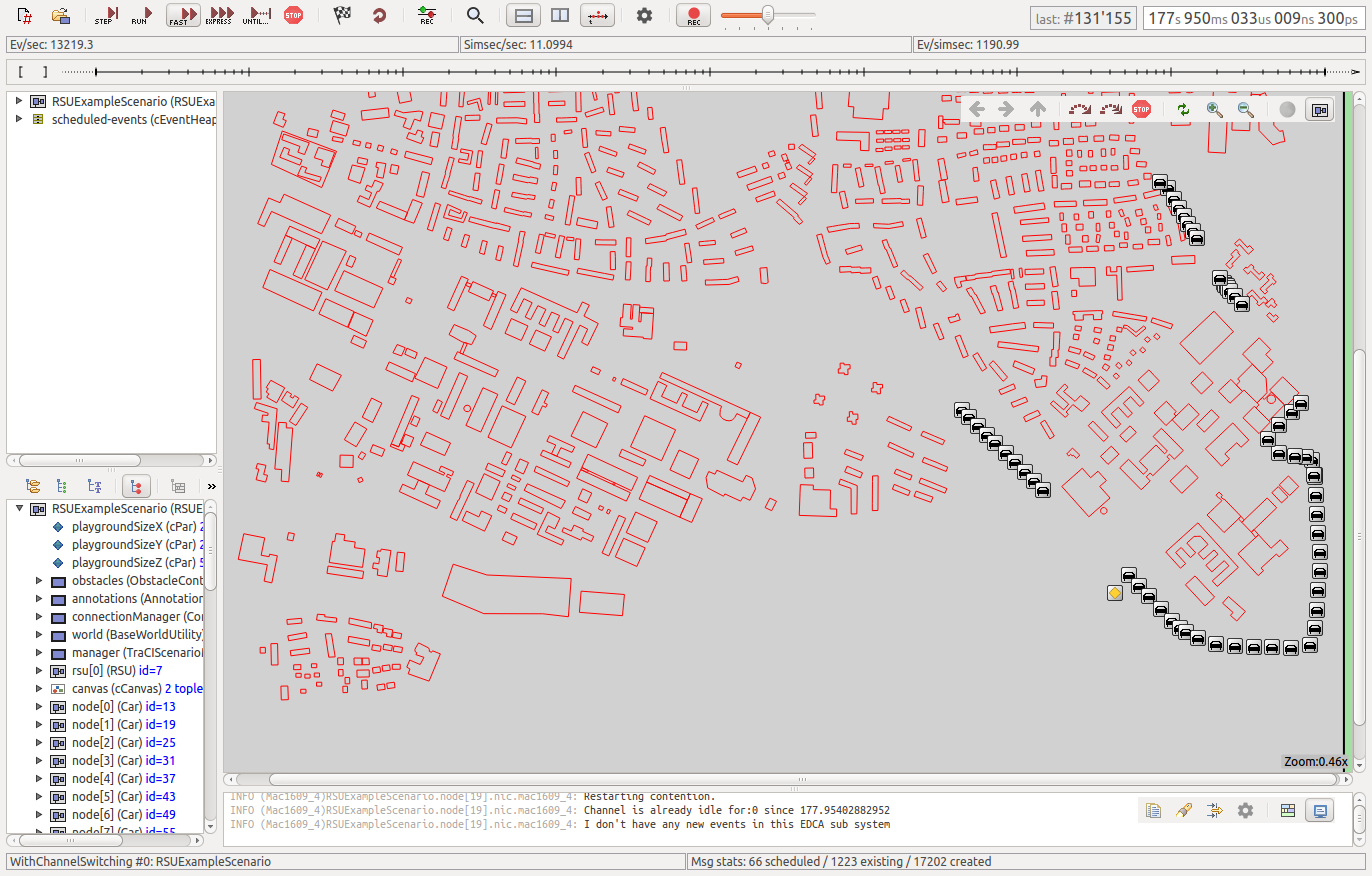 STEP
RUN
FAST
EXPRESS
UNTIL...
STOP
REC
REC
last: #131'155
177s 950ms 033us 009ns 300ps
Ev/sec: 13219.3
Simsec/sec: 11.0994
Ev/simsec: 1190.99
[ ]
RSUExampleScenario (RSUExa
scheduled-events (cEventHeap
STOP
RSUExampleScenario (RSUE
playgroundSizeX (cPar) 2
playgroundSizeY (cPar) 2
playgroundSizeZ (cPar) 5
obstacles (ObstacleCont
annotations (Annotation
connectionManager (Cor
world (BaseWorldUtility)
manager (TraCIScenarioM
rsu[0] (RSU) id=7
canvas (cCanvas) 2 tople
node[0] (Car) id=13
node[1] (Car) id=19
node[2] (Car) id=25
node[3] (Car) id=31
node[4] (Car) id=37
node[5] (Car) id=43
node[6] (Car) id=49
node[7] (Car) id=55
Zoom:0.46x
INFO (Mac1609_4)RSUExampleScenario.node[19].nic.mac1609_4: Restarting contention.
INFO (Mac1609_4)RSUExampleScenario.node[19].nic.mac1609_4: Channel is already idle for:0 since 177.95402882952
INFO (Mac1609_4)RSUExampleScenario.node[19].nic.mac1609_4: I don't have any new events in this EDCA sub system
WithChannelSwitching #0: RSUExampleScenario
Msg stats: 66 scheduled / 1223 existing / 17202 created